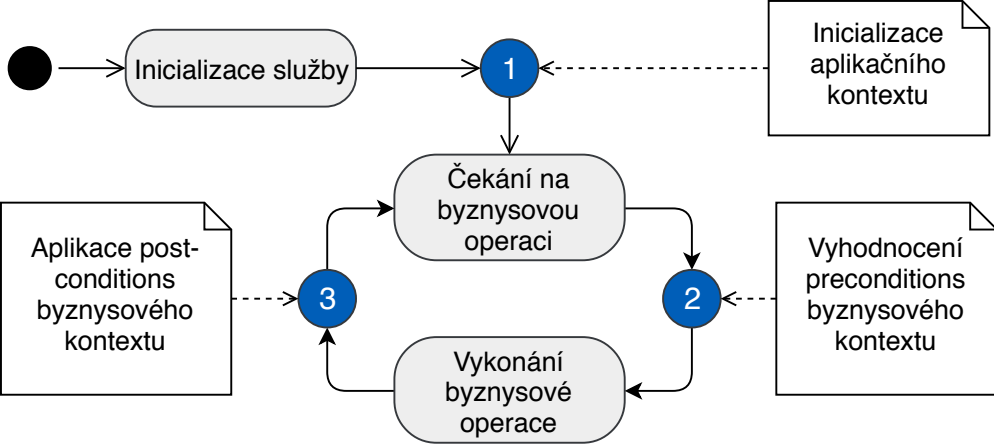 Inicializace služby
1
Inicializace
aplikačního
kontextu
Čekání na
byznysovou
operaci
Aplikace post-
conditions
byznysového
kontextu
3
2
Vyhodnocení
preconditions
byznysového
kontextu
Vykonání
byznysové
operace